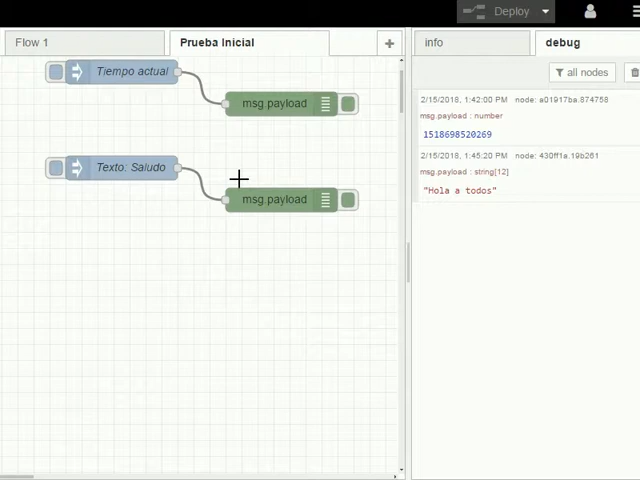 Deploy
Flow 1
Prueba Inicial
info
debug
all nodes
Tiempo actual
msg.payload
Texto: Saludo
msg.payload
2/15/2018, 1:42:00 PM node: a01917ba.874758
msg.payload : number
1518698520269
2/15/2018, 1:45:20 PM node: 430ff1a.19b261
msg.payload : string[12]
"Hola a todos"